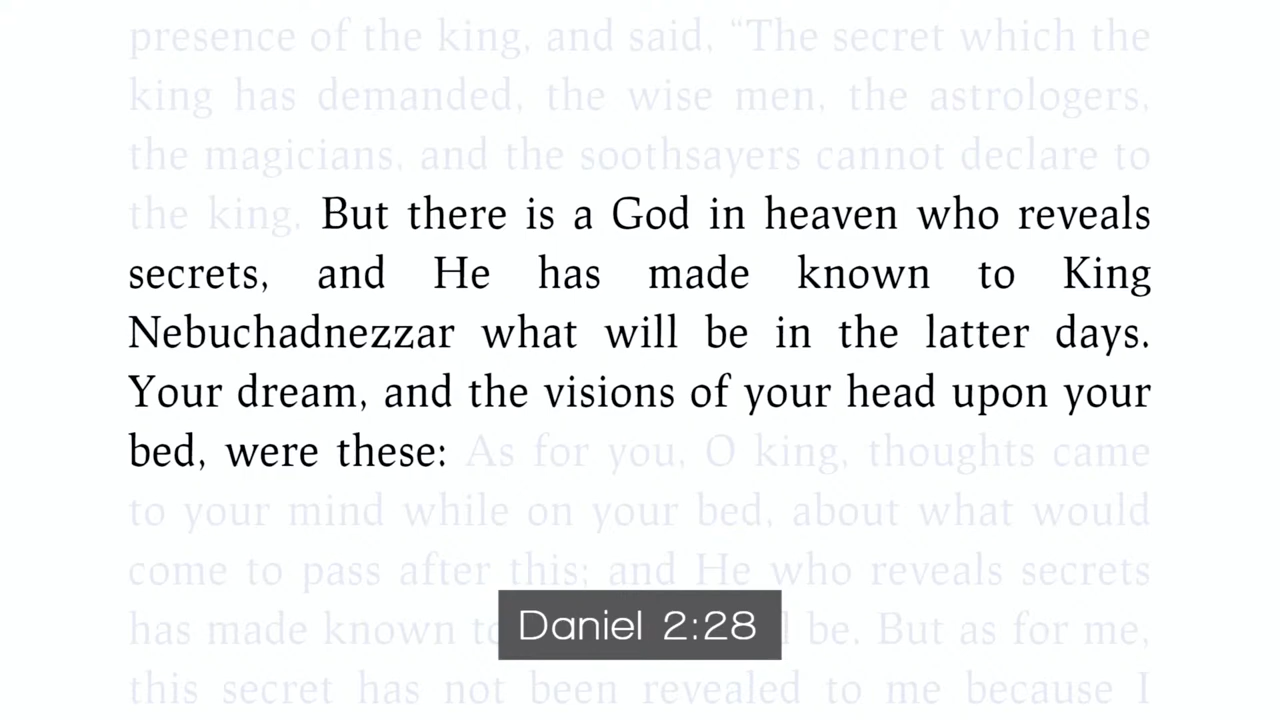 presence of the king, and said, “The secret which the
king has demanded, the wise men, the astrologers,
the magicians, and the soothsayers cannot declare to
the king. But there is a God in heaven who reveals
secrets, and He has made known to King
Nebuchadnezzar what will be in the latter days.
Your dream, and the visions of your head upon your
bed, were these: As for you, O king, thoughts came
to your mind while on your bed, about what would
come to pass after this; and He who reveals secrets
has made known be. But as for me,
Daniel 2:28
this secret has not been revealed to me because I